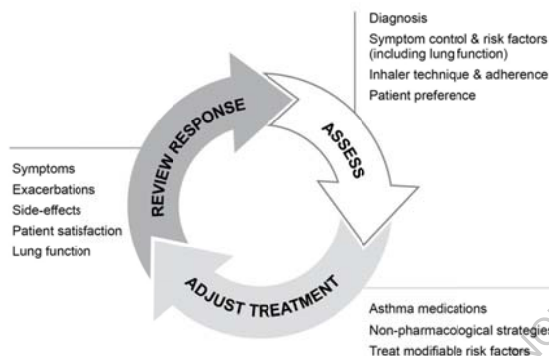 Diagnosis
Symptom control & risk factors
(including lung function)
Inhaler technique & adherence
Patient preference
REVIEW RESPONSE
ASSESS
Symptoms
Exacerbations
Side-effects
Patient satisfaction
Lung function
ADJUST TREATMENT
Asthma medications
Non-pharmacological strategies
Treat modifiable risk factors